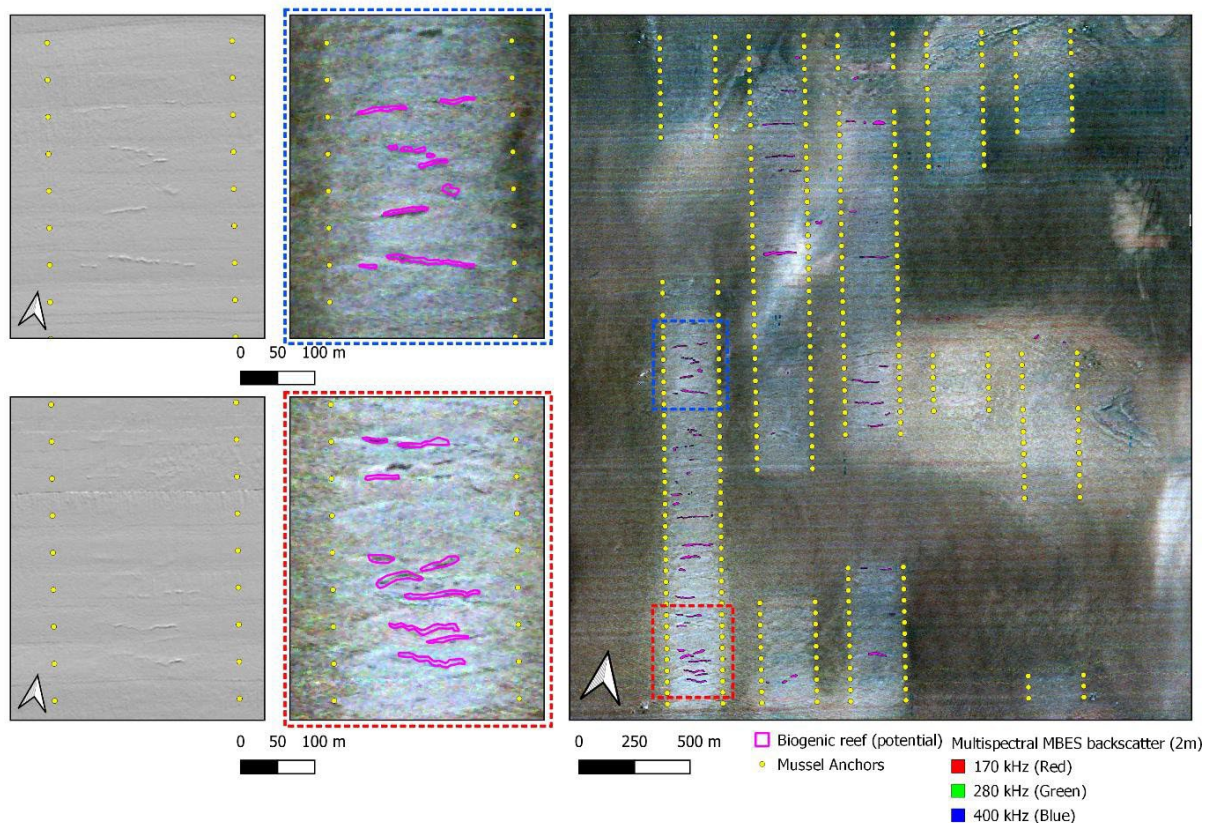 0 50 100 m
0 50 100 m
0 250 500 m
Biogenic reef (potential)
Mussel Anchors
Multispectral MBES backscatter (2m)
170 kHz (Red)
280 kHz (Green)
400 kHz (Blue)